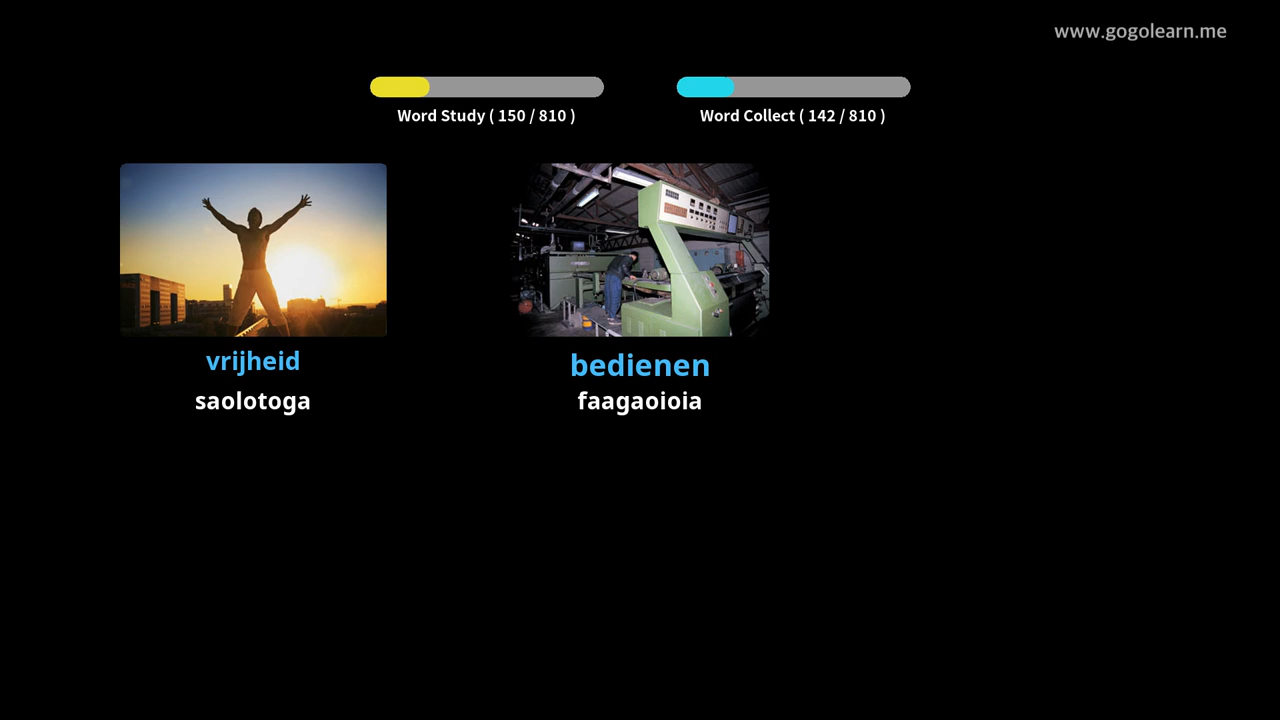 www.gogolearn.me
Word Study ( 150 / 810 )
Word Collect ( 142 / 810 )
vrijheid
saolotoga
bedienen
faagaoioia